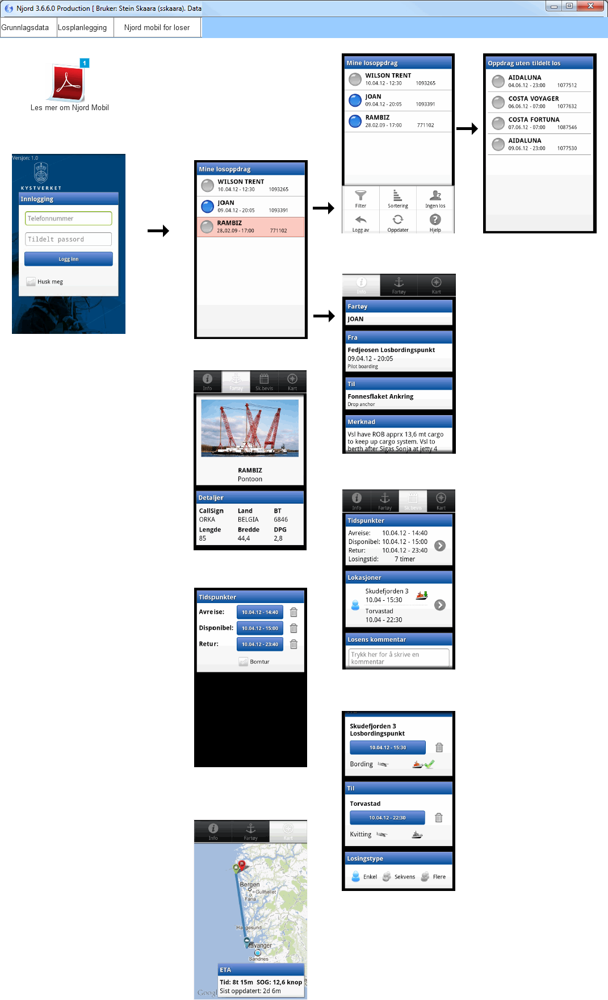 Njord 3.6.6.0 Production [ Bruker: Stein Skaara (sskaara). Data
Grunnlagsdata Losplanlegging Njord mobil for loser
1
Les mer om Njord Mobil
Versjon: 1.0
KYSTVERKET
Innlogging
Telefonnummer
Tildelt passord
Logg inn
Husk meg
Mine losoppdrag
WILSON TRENT
10.04.12 - 12:30 1093265
JOAN
09.04.12 - 20:05 1093391
RAMBIZ
28.02.09 - 17:00 771102
Mine losoppdrag
WILSON TRENT
10.04.12 - 12:30 1093265
JOAN
09.04.12 - 20:05 1093391
RAMBIZ
28.02.09 - 17:00 771102
Filter Sortering Ingen los
Logg av Oppdater Hjelp
Oppdrag uten tildelt los
AIDALUNA
04.06.12 - 23:00 1077512
COSTA VOYAGER
06.06.12 - 07:00 1077632
COSTA FORTUNA
07.06.12 - 07:00 1087546
AIDALUNA
09.06.12 - 23:00 1077530
Info Fartøy Kart
Fartøy
JOAN
Fra
Fedjeosen Losbordingspunkt
09.04.12 - 20:05
Pilot boarding
Til
Fonnesflaket Ankring
Drop anchor
Merknad
Vsl have ROB apprx 13,6 mt cargo
to keep up cargo system. Vsl to
berth after Sigas Sonja at jetty 4
Info Fartøy Sk.bevis Kart
RAMBIZ
Pontoon
Detaljer
CallSign Land BT
ORKA BELGIA 6846
Lengde Bredde DPG
85 44,4 2,8
Info Fartøy Sk.bevis Kart
Tidspunkter
Avreise: 10.04.12 - 14:40
Disponibel: 10.04.12 - 15:00
Retur: 10.04.12 - 23:40
Losingstid: 7 timer
Lokasjoner
Skudefjorden 3
10.04 - 15:30
Torvastad
10.04 - 22:30
Losens kommentar
Trykk her for å skrive en
kommentar
Tidspunkter
Avreise: 10.04.12 - 14:40
Disponibel: 10.04.12 - 15:00
Retur: 10.04.12 - 23:40
Bomtur
Skudefjorden 3
Losbordingspunkt
10.04.12 - 15:30
Bording
Til
Torvastad
10.04.12 - 22:30
Kvitting
Losingstype
Enkel Sekvens Flere
Info Fartøy Kart
Bergen
Gullfjellet
Fana
Haugesund
Stavanger
Sandnes
ETA
Tid: 8t 15m SOG: 12,6 knop
Sist oppdatert: 2d 6m
Googl